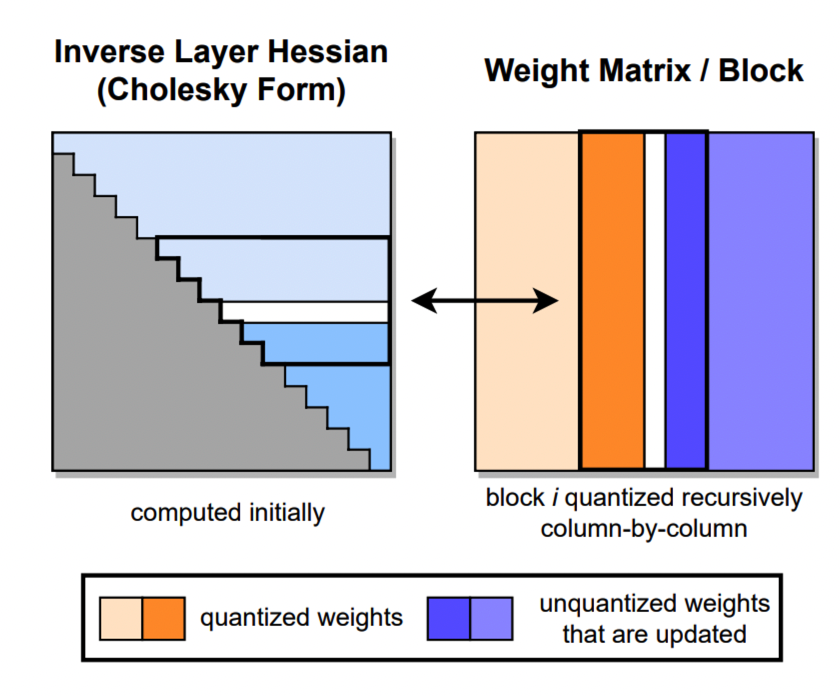 Inverse Layer Hessian
(Cholesky Form)
Weight Matrix / Block
computed initially
block i quantized recursively
column-by-column
quantized weights
unquantized weights
that are updated